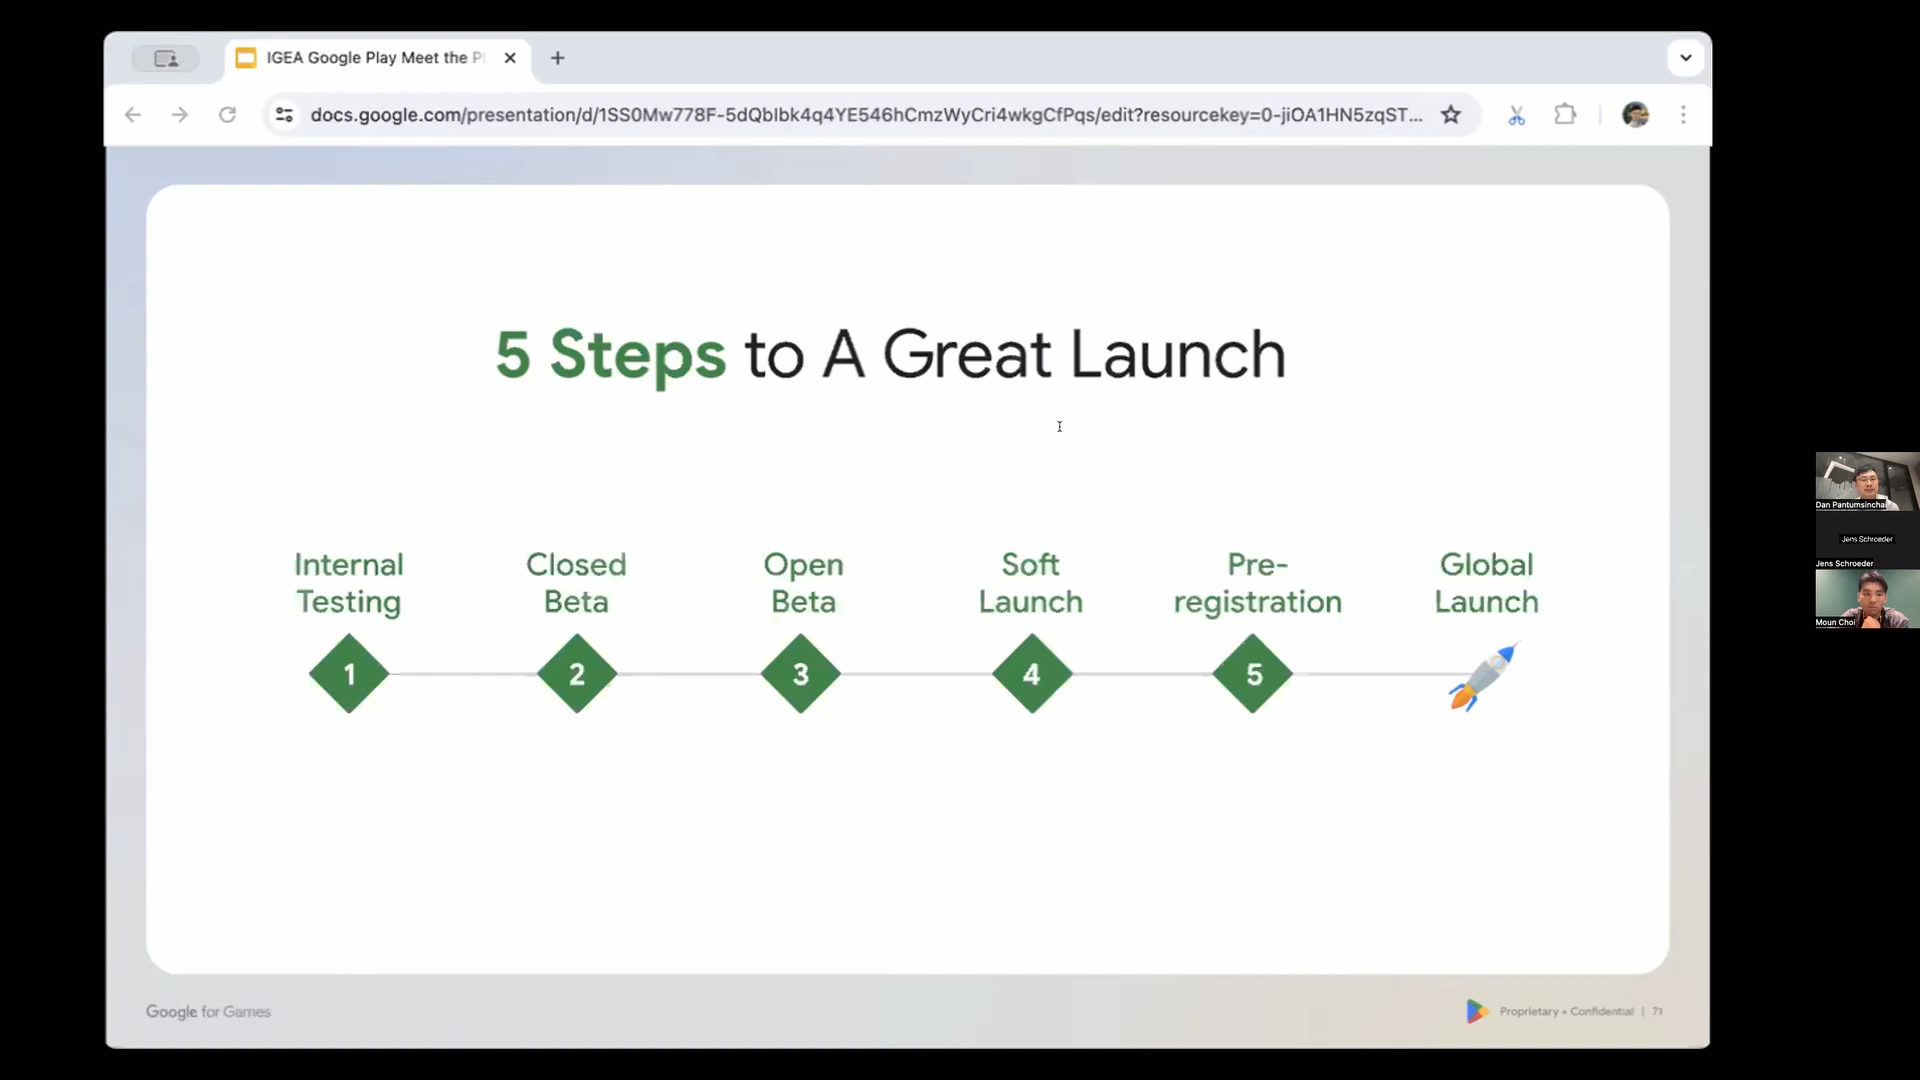 IGEA Google Play Meet the P
docs.google.com/presentation/d/1SS0Mw778F-5dQbIbk4q4YE546hCmzWyCri4wkgCfPqs/edit?resourcekey=0-jiOA1HN5zqST...
5 Steps to A Great Launch
Internal
Testing
Closed
Beta
Open
Beta
Soft
Launch
Pre-
registration
Global
Launch
1
2
3
4
5
Google for Games
Proprietary + Confidential | 71
Dan Pantumsinchai
Jens Schroeder
Jens Schroeder
Moun Choi